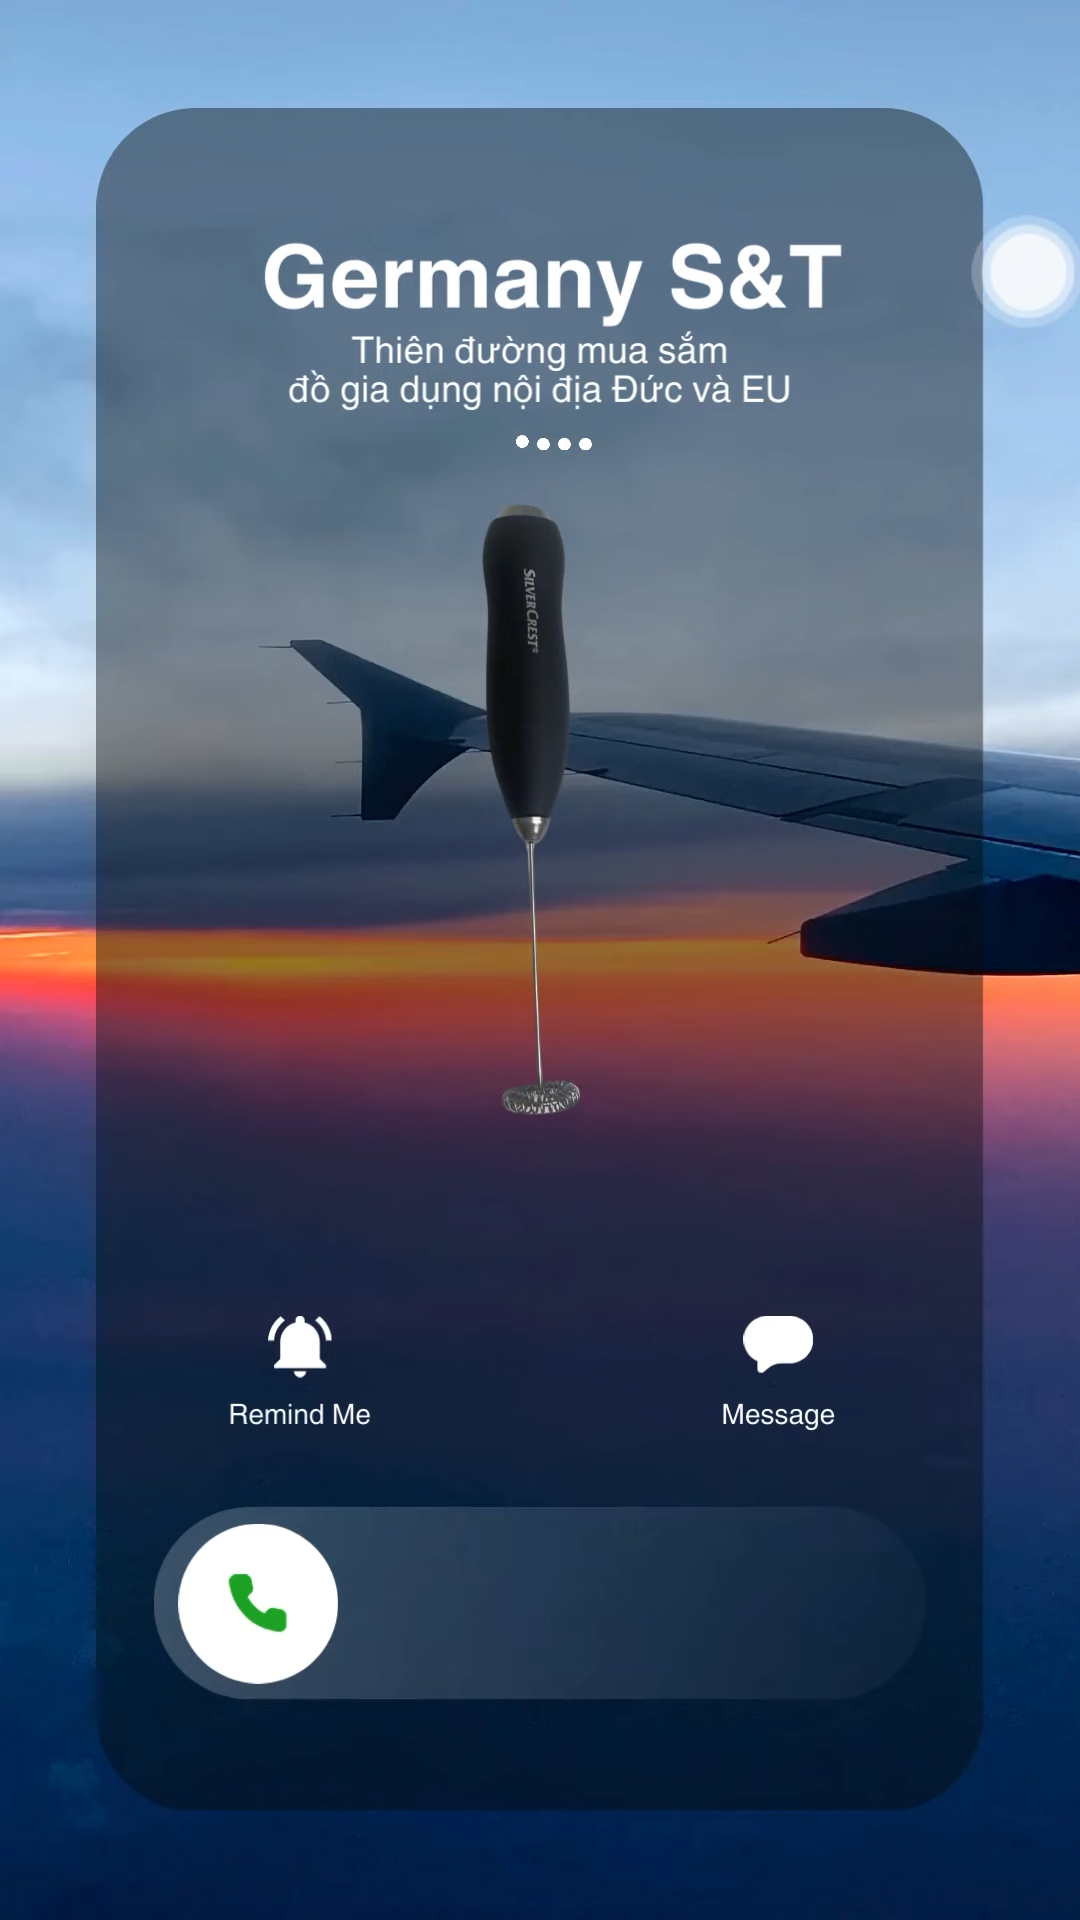 Germany S&T
Thiên đường mua sắm
đồ gia dụng nội địa Đức và EU
SILVERCREST®
Remind Me
Message